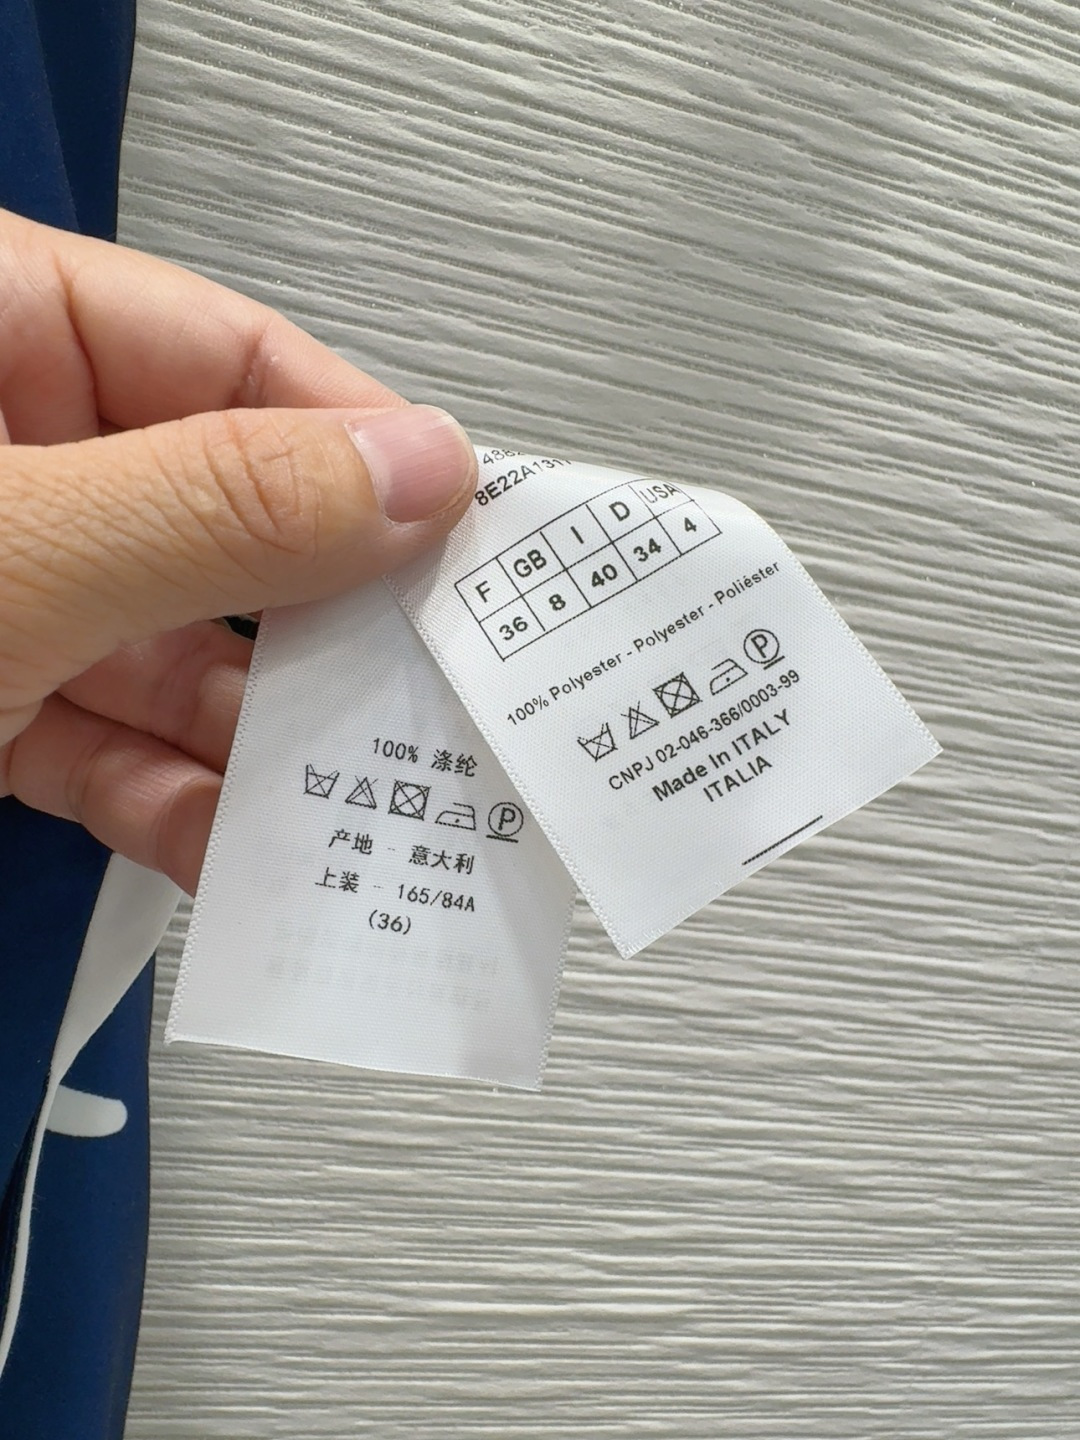 F GB I D USA
36 8 40 34 4
100% Polyester - Polyester - Poliéster
P
CNPJ 02-046-366/0003-99
Made In ITALY
ITALIA
100% 涤纶
P
产地 - 意大利
上装 - 165/84A
(36)